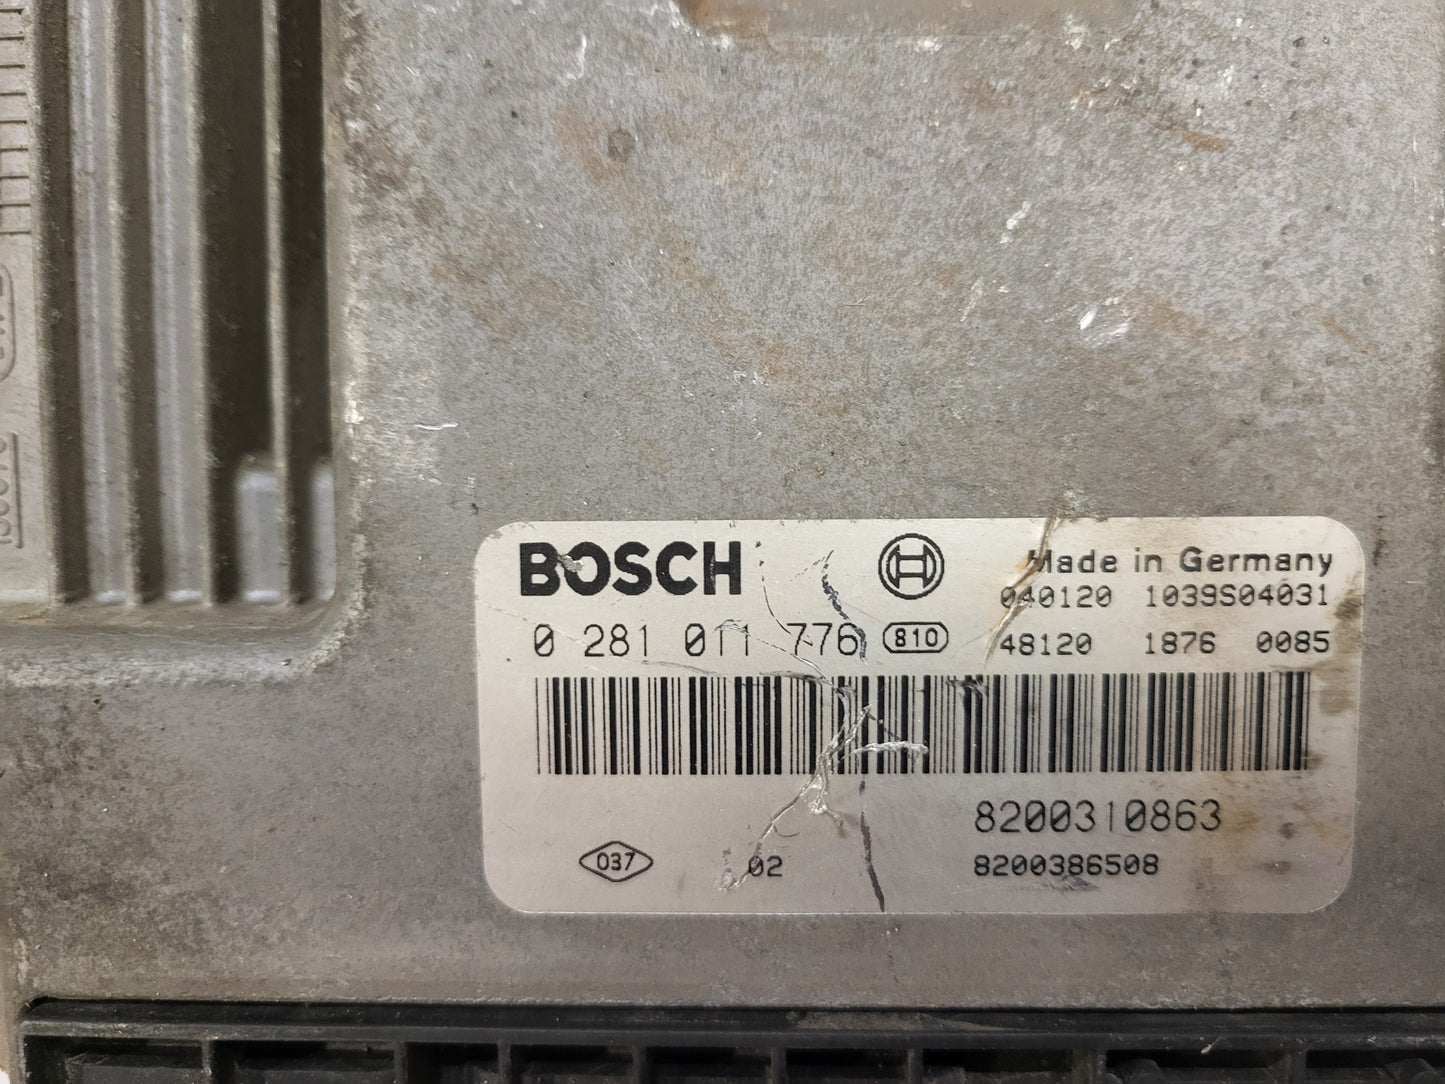 BOSCH
Made in Germany
040120 1039S04031
0 281 011 776 810
48120 1876 0085
8200310863
037 02
8200386508